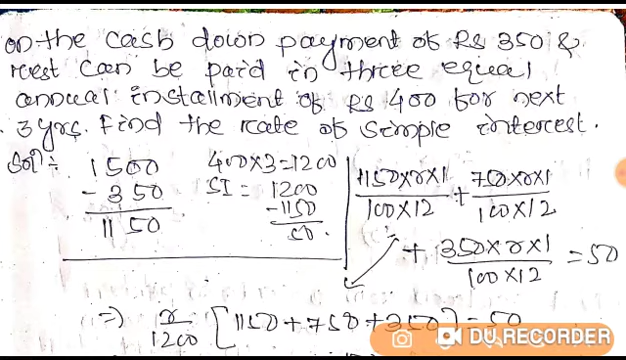 on the cash down payment of Rs 350 &
rest can be paid in three equal
annual installment of Rs 400 for next
3 yrs. Find the rate of simple interest.
Solⁿ÷
1500
- 350
1150
400×3=1200
SI = 1200
-1150
50.
1150×r×1/100×12 + 750×r×1/100×12
+ 350×r×1/100×12 = 50
⇒ r/1200 [1150+750+350] = 50
DU RECORDER